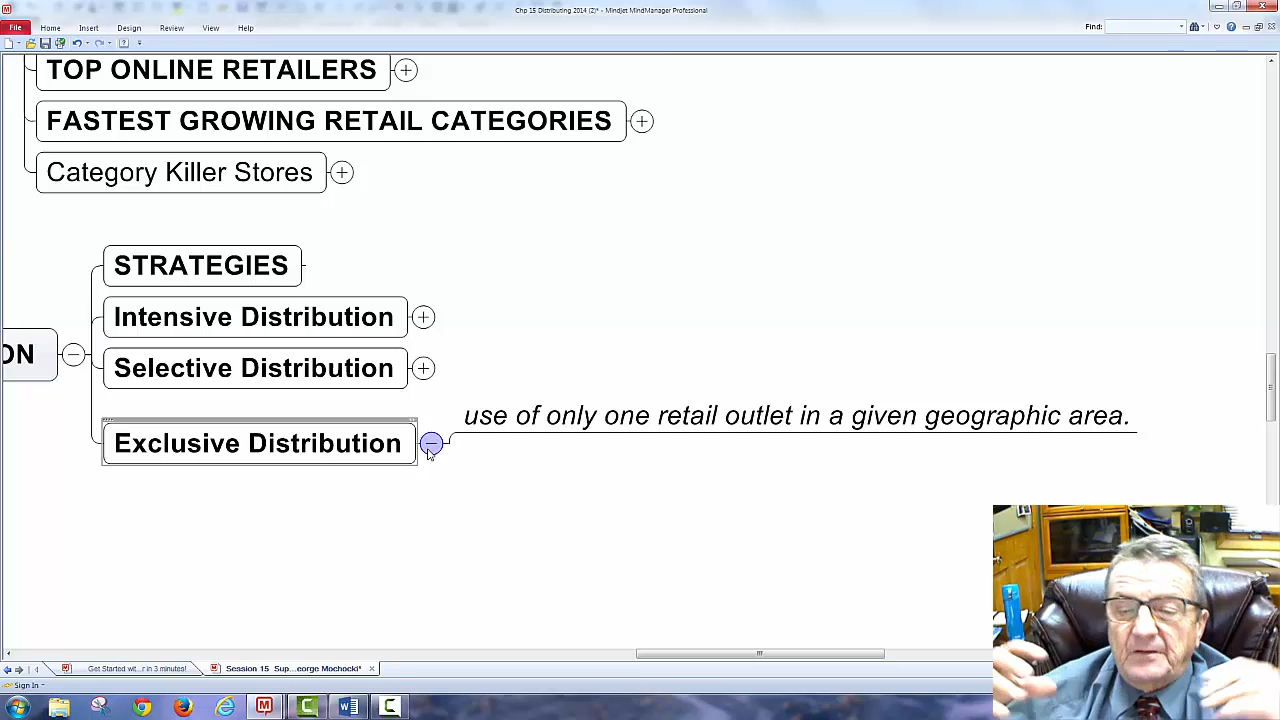 Chp 15 Distributing 2014 (2)* - Mindjet MindManager Professional
File Home Insert Design Review View Help Find:
TOP ONLINE RETAILERS
FASTEST GROWING RETAIL CATEGORIES
Category Killer Stores
STRATEGIES
Intensive Distribution
ON
Selective Distribution
use of only one retail outlet in a given geographic area.
Exclusive Distribution
Get Started wit...r in 3 minutes! Session 15 Sup...eorge Mochocki*
Sign In